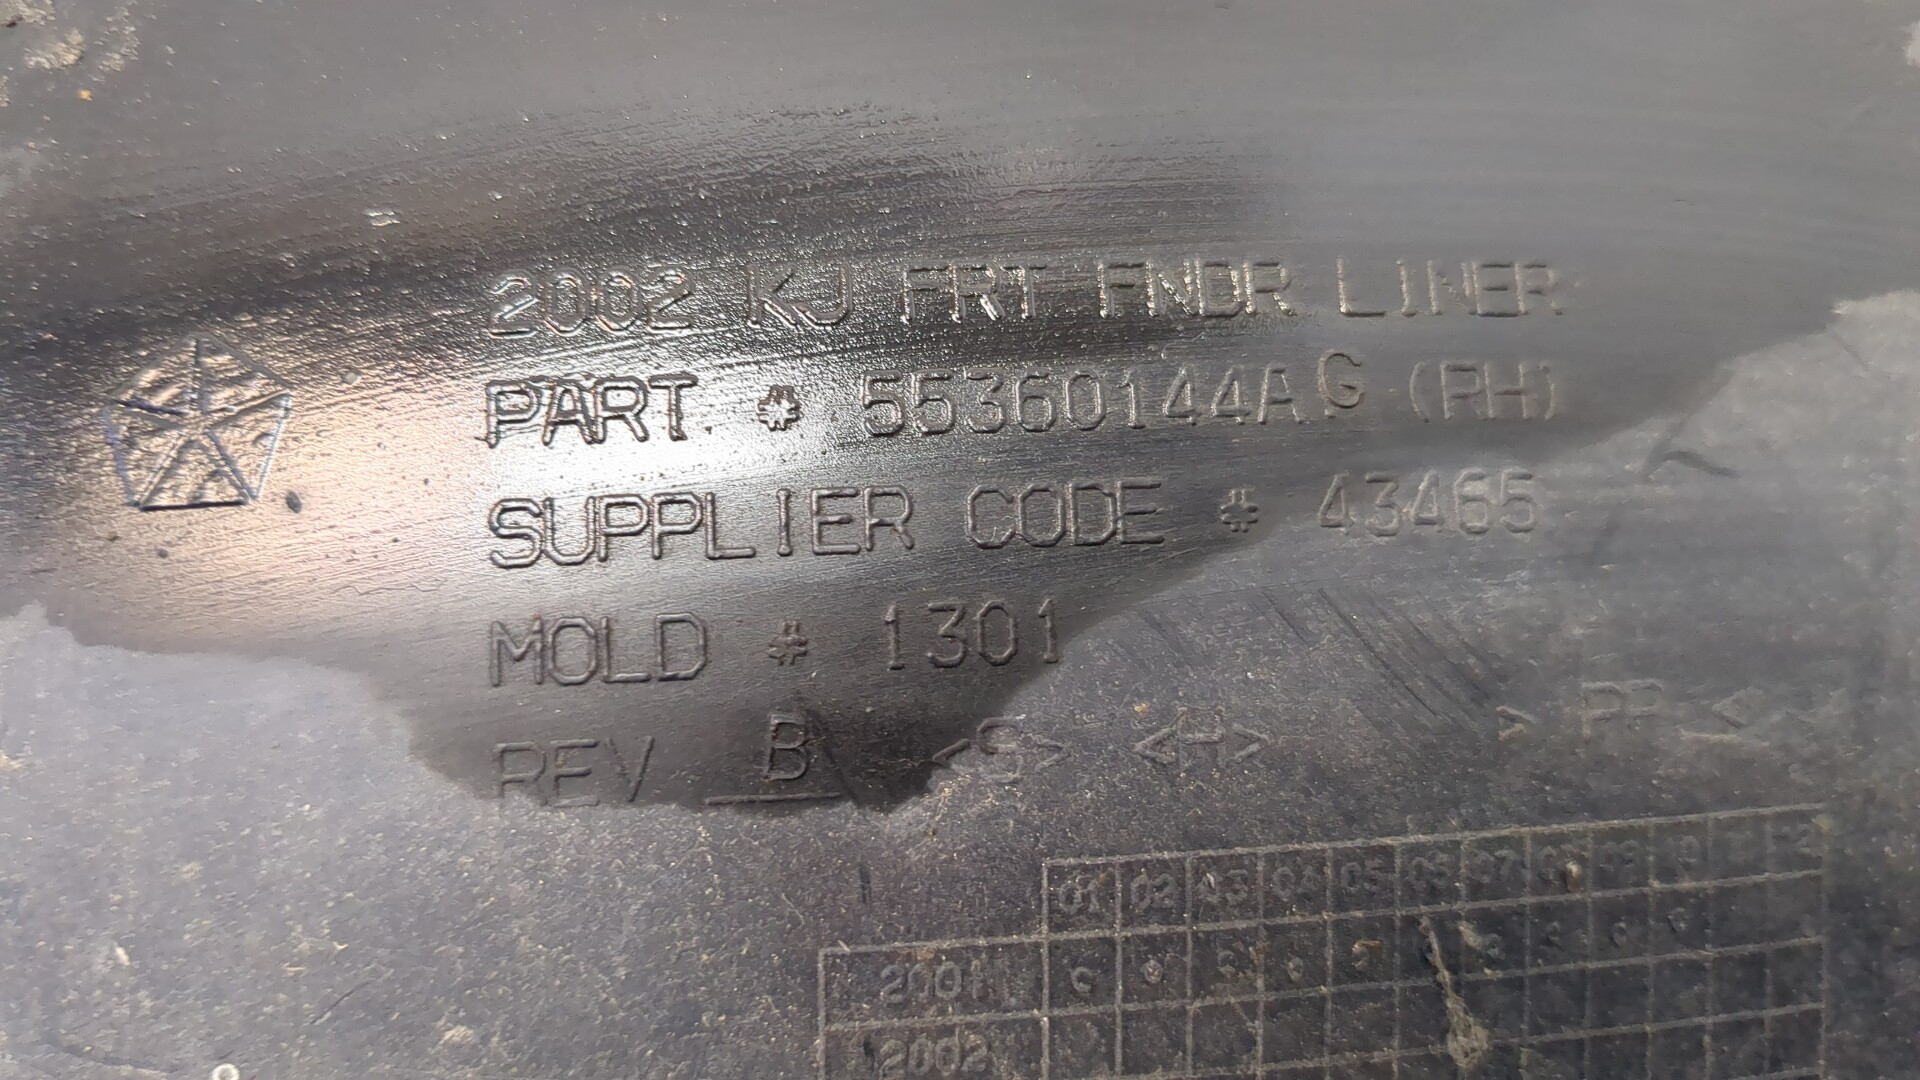 2002 KJ FRT FNDR LINER
PART # 55360144AG (RH)
SUPPLIER CODE # 43465
MOLD # 1301
REV B <S> <H> > PP <
01 02 03 04 05 06 07 08 09 10 11 12
2001
2002